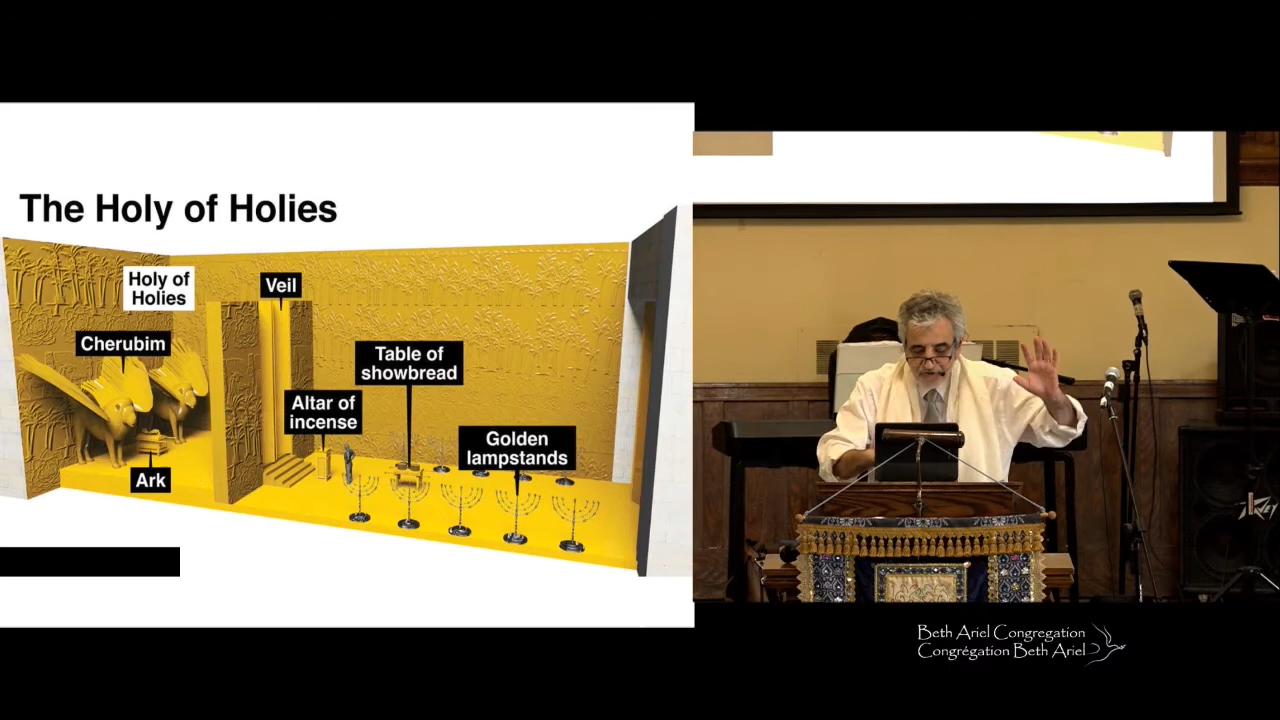 The Holy of Holies
Holy of
Holies
Veil
Cherubim
Table of
showbread
Altar of
incense
Golden
lampstands
Ark
PEAVEY
Beth Ariel Congregation
Congrégation Beth Ariel